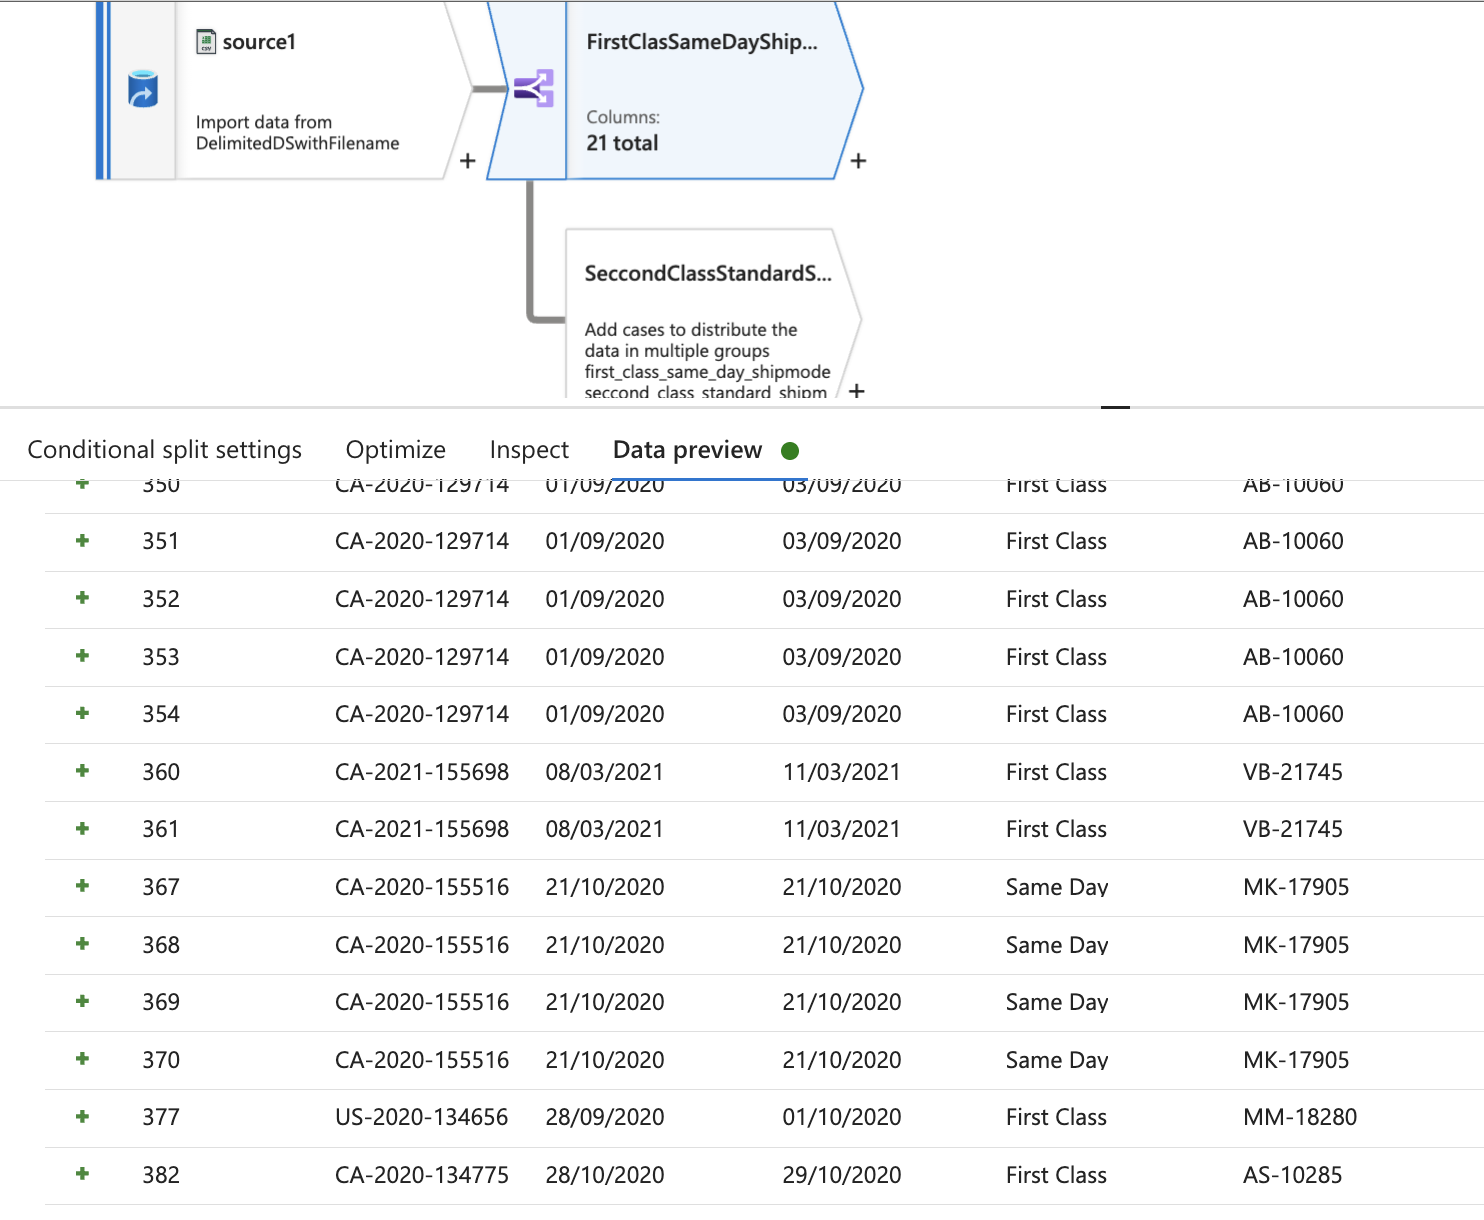 source1
Import data from
DelimitedDSwithFilename
+
FirstClasSameDayShip...
Columns:
21 total
+
SeccondClassStandardS...
Add cases to distribute the
data in multiple groups
first_class_same_day_shipmode
seccond_class_standard_shipm
+
Conditional split settings Optimize Inspect Data preview
+ 350 CA-2020-129714 01/09/2020 03/09/2020 First Class AB-10060
+ 351 CA-2020-129714 01/09/2020 03/09/2020 First Class AB-10060
+ 352 CA-2020-129714 01/09/2020 03/09/2020 First Class AB-10060
+ 353 CA-2020-129714 01/09/2020 03/09/2020 First Class AB-10060
+ 354 CA-2020-129714 01/09/2020 03/09/2020 First Class AB-10060
+ 360 CA-2021-155698 08/03/2021 11/03/2021 First Class VB-21745
+ 361 CA-2021-155698 08/03/2021 11/03/2021 First Class VB-21745
+ 367 CA-2020-155516 21/10/2020 21/10/2020 Same Day MK-17905
+ 368 CA-2020-155516 21/10/2020 21/10/2020 Same Day MK-17905
+ 369 CA-2020-155516 21/10/2020 21/10/2020 Same Day MK-17905
+ 370 CA-2020-155516 21/10/2020 21/10/2020 Same Day MK-17905
+ 377 US-2020-134656 28/09/2020 01/10/2020 First Class MM-18280
+ 382 CA-2020-134775 28/10/2020 29/10/2020 First Class AS-10285